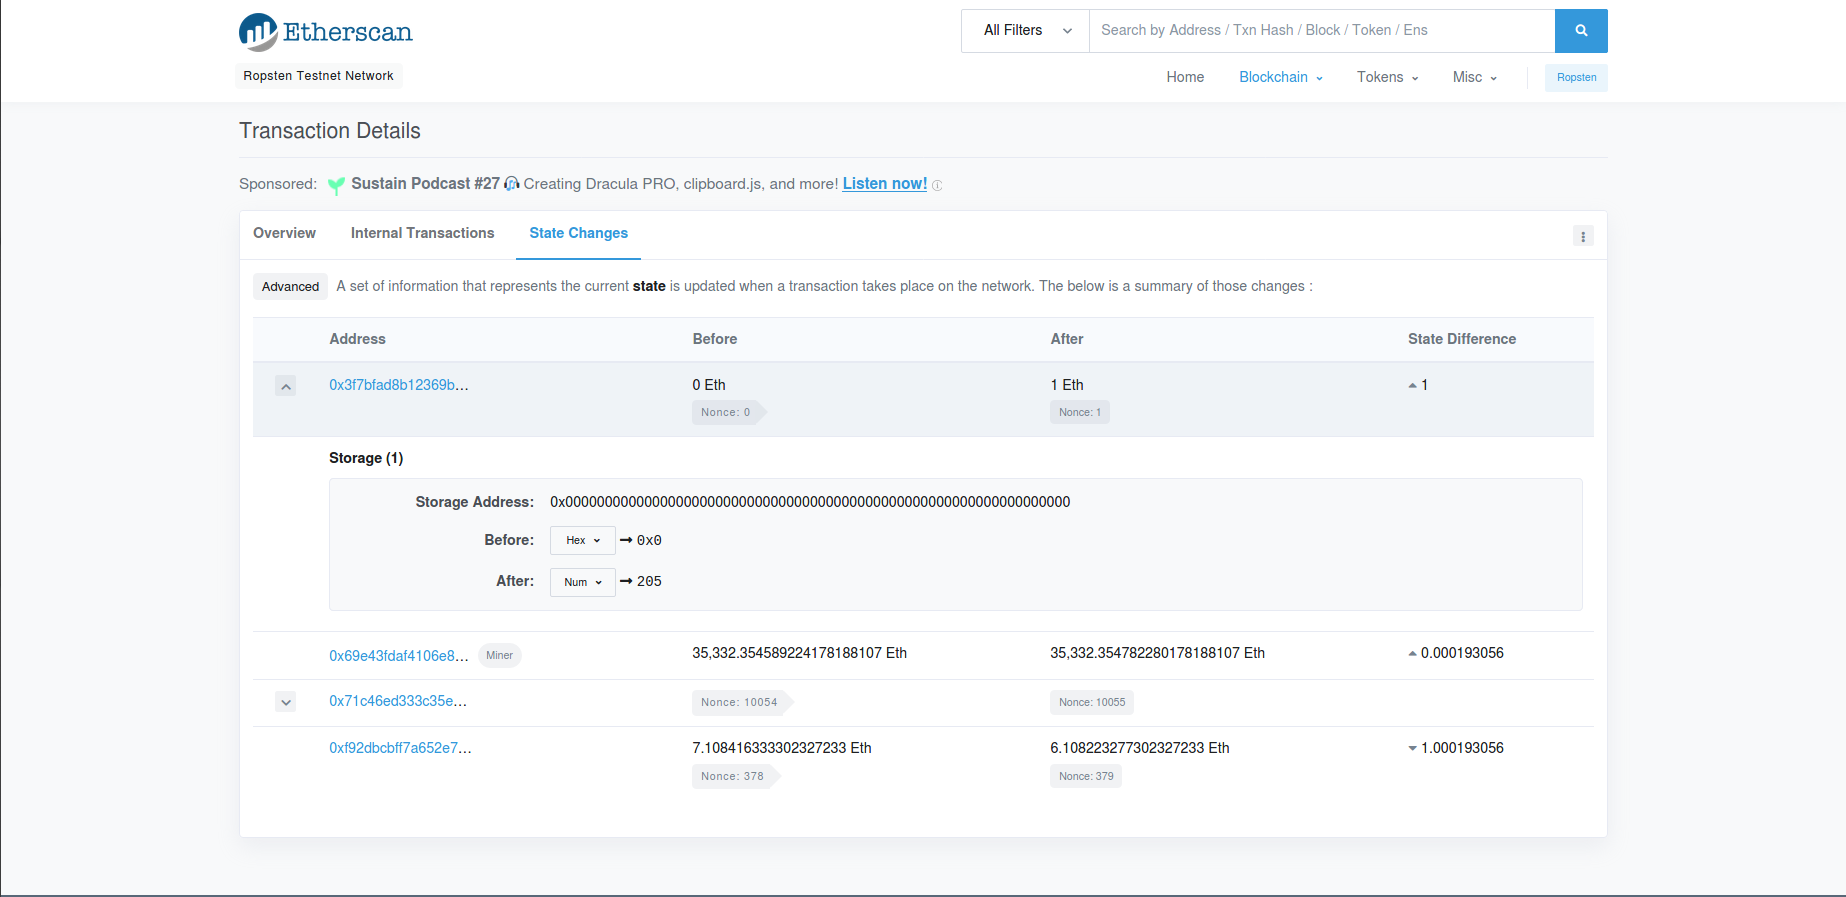 Etherscan
All Filters
Search by Address / Txn Hash / Block / Token / Ens
Ropsten Testnet Network
Home Blockchain Tokens Misc Ropsten
Transaction Details
Sponsored: Sustain Podcast #27 Creating Dracula PRO, clipboard.js, and more! Listen now!
Overview Internal Transactions State Changes
Advanced A set of information that represents the current state is updated when a transaction takes place on the network. The below is a summary of those changes :
Address Before After State Difference
0x3f7bfad8b12369b... 0 Eth 1 Eth 1
Nonce: 0 Nonce: 1
Storage (1)
Storage Address: 0x0000000000000000000000000000000000000000000000000000000000000000
Before: Hex 0x0
After: Num 205
0x69e43fdaf4106e8... Miner 35,332.354589224178188107 Eth 35,332.354782280178188107 Eth 0.000193056
0x71c46ed333c35e... Nonce: 10054 Nonce: 10055
0xf92dbcbff7a652e7... 7.108416333302327233 Eth 6.108223277302327233 Eth 1.000193056
Nonce: 378 Nonce: 379